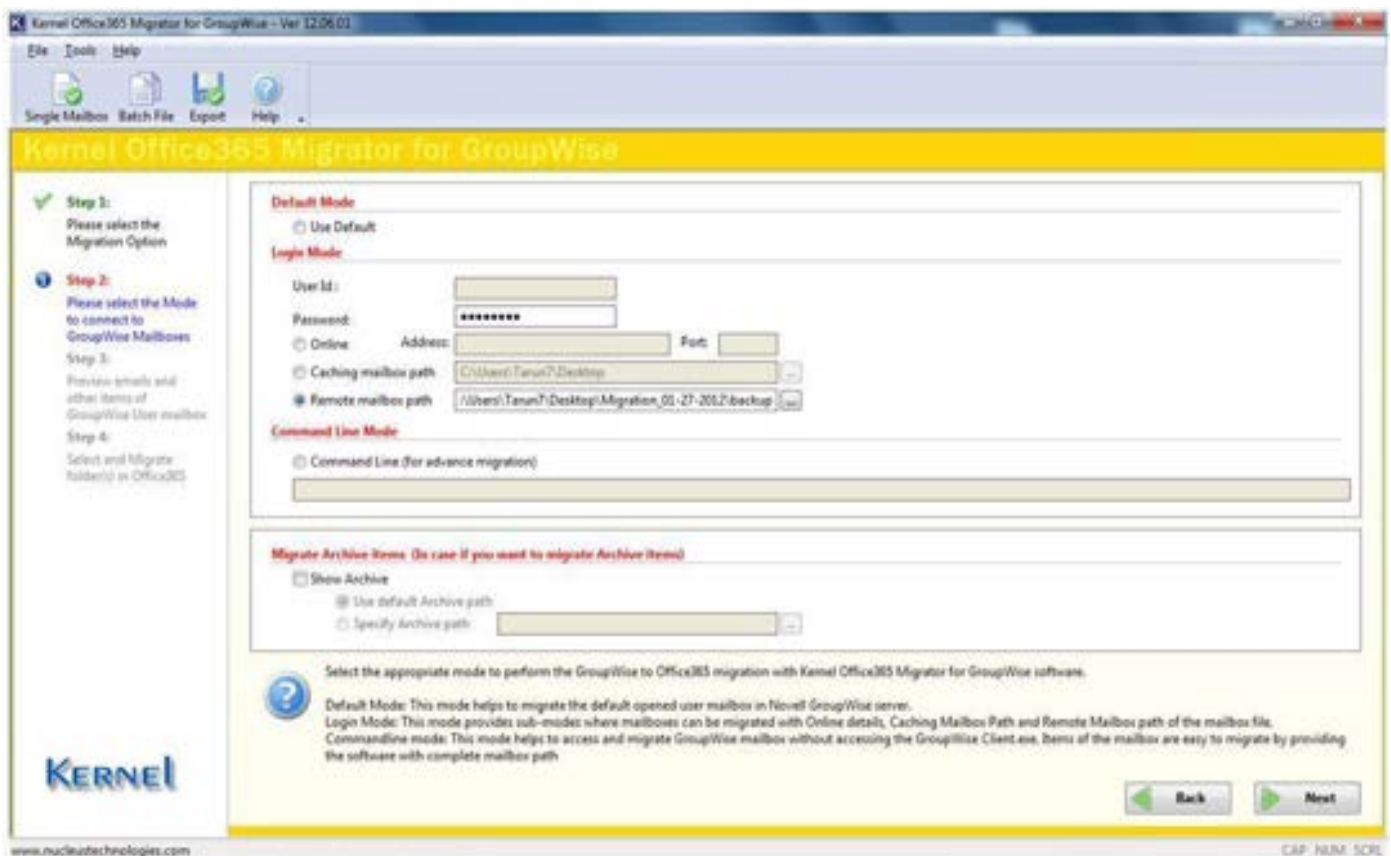 Kernel Office365 Migrator for GroupWise - Ver 12.06.01
File Tools Help
Single Mailbox Batch File Export Help
Kernel Office365 Migrator for GroupWise
Step 1:
Please select the
Migration Option
Step 2:
Please select the Mode
to connect to
GroupWise Mailboxes
Step 3:
Preview emails and
other items of
GroupWise User mailbox
Step 4:
Select and Migrate
folder(s) in Office365
KERNEL
Default Mode
Use Default
Login Mode
User Id :
Password: ********
Online Address: Port:
Caching mailbox path C:\Users\Tarun7\Desktop ...
Remote mailbox path :\Users\Tarun7\Desktop\Migration_01-27-2012\backup ...
Command Line Mode
Command Line (for advance migration)
Migrate Archive Items (In case if you want to migrate Archive Items)
Show Archive
Use default Archive path
Specify Archive path ...
Select the appropriate mode to perform the GroupWise to Office365 migration with Kernel Office365 Migrator for GroupWise software.
Default Mode: This mode helps to migrate the default opened user mailbox in Novell GroupWise server.
Login Mode: This mode provides sub-modes where mailboxes can be migrated with Online details, Caching Mailbox Path and Remote Mailbox path of the mailbox file.
Commandline mode: This mode helps to access and migrate GroupWise mailbox without accessing the GroupWise Client.exe. Items of the mailbox are easy to migrate by providing
the software with complete mailbox path
Back Next
www.nucleustechnologies.com CAP NUM SCRL